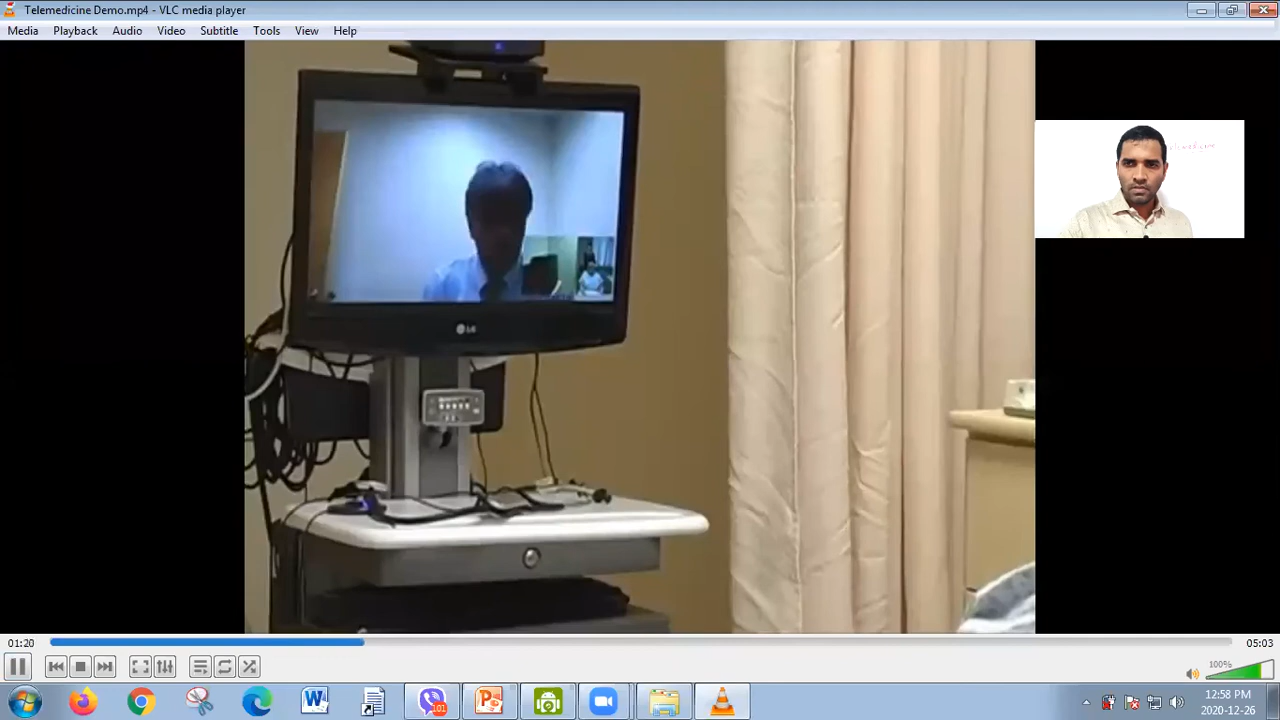 Telemedicine Demo.mp4 - VLC media player
Media Playback Audio Video Subtitle Tools View Help
LG
01:20
05:03
100%
101
12:58 PM
2020-12-26